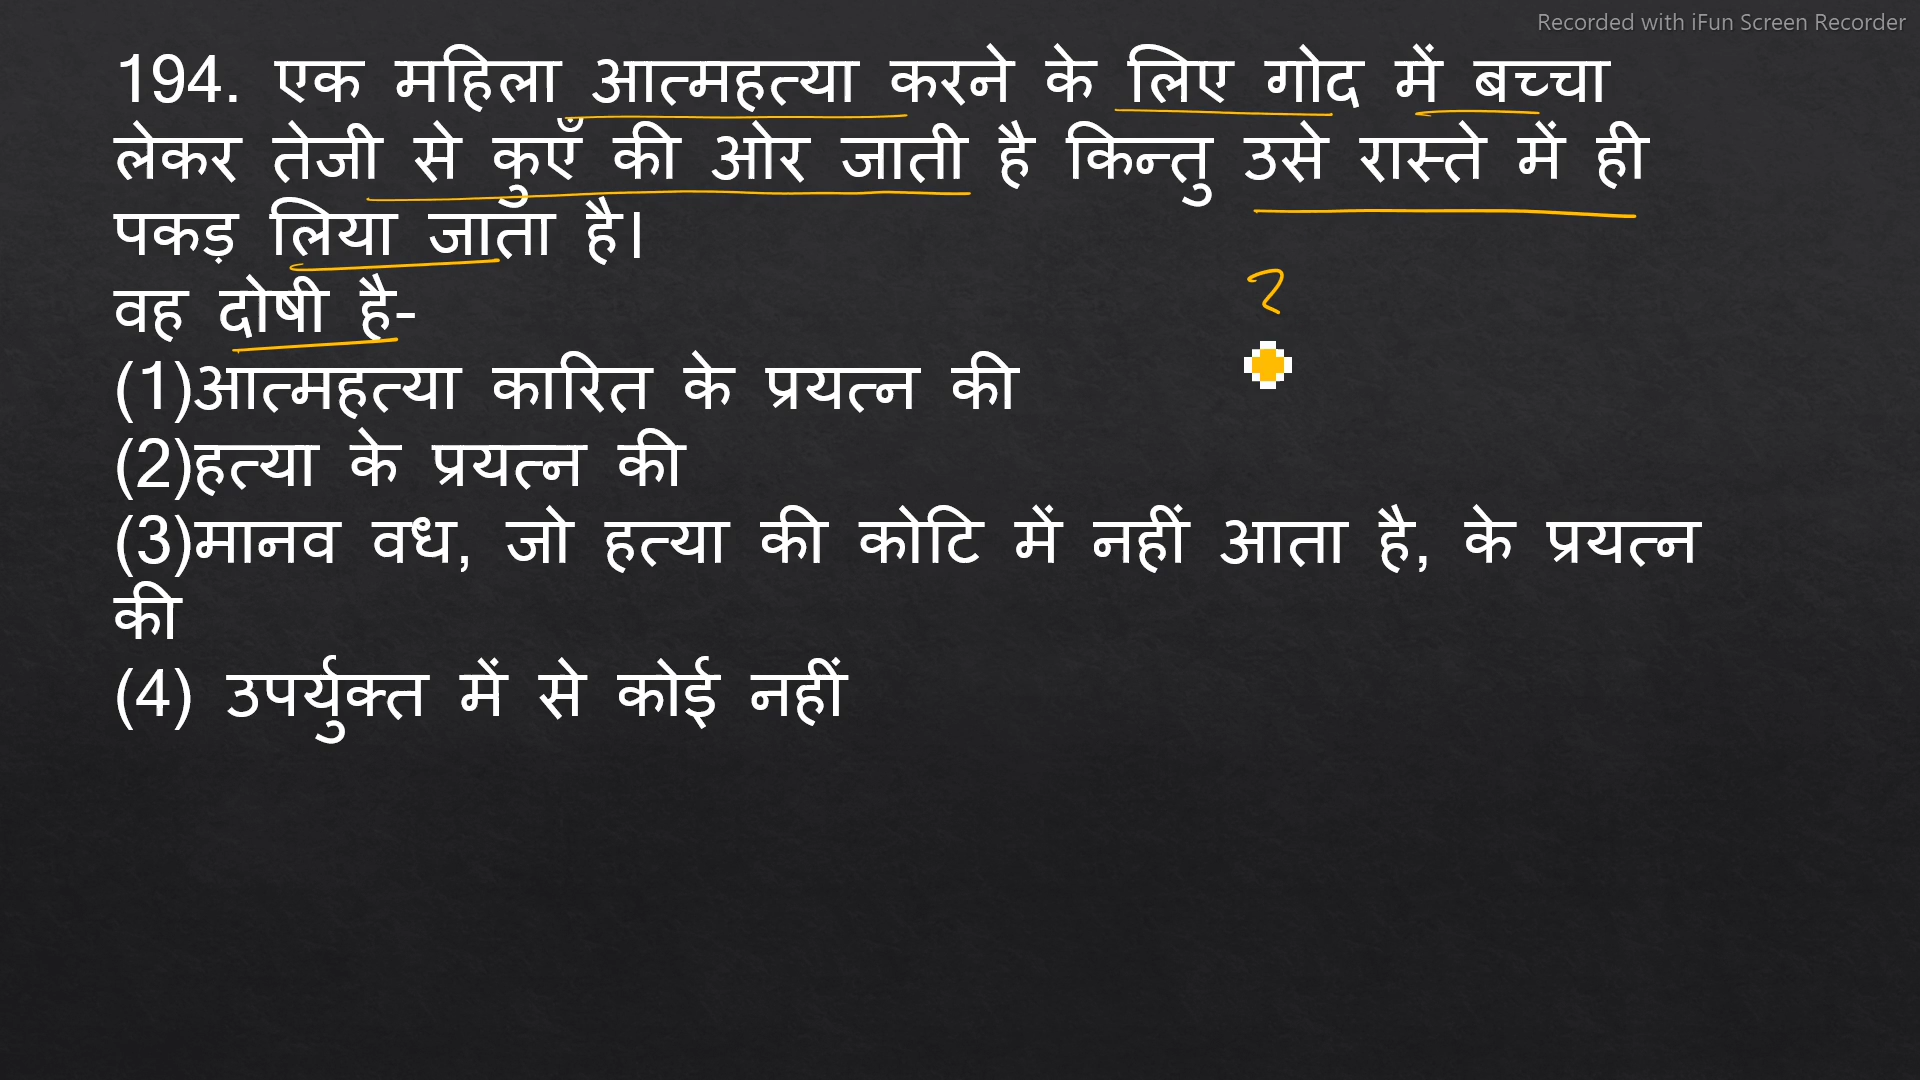 Recorded with iFun Screen Recorder
194. एक महिला आत्महत्या करने के लिए गोद में बच्चा
लेकर तेजी से कुएँ की ओर जाती है किन्तु उसे रास्ते में ही
पकड़ लिया जाता है।
वह दोषी है-
?
(1)आत्महत्या कारित के प्रयत्न की
(2)हत्या के प्रयत्न की
(3)मानव वध, जो हत्या की कोटि में नहीं आता है, के प्रयत्न
की
(4) उपर्युक्त में से कोई नहीं